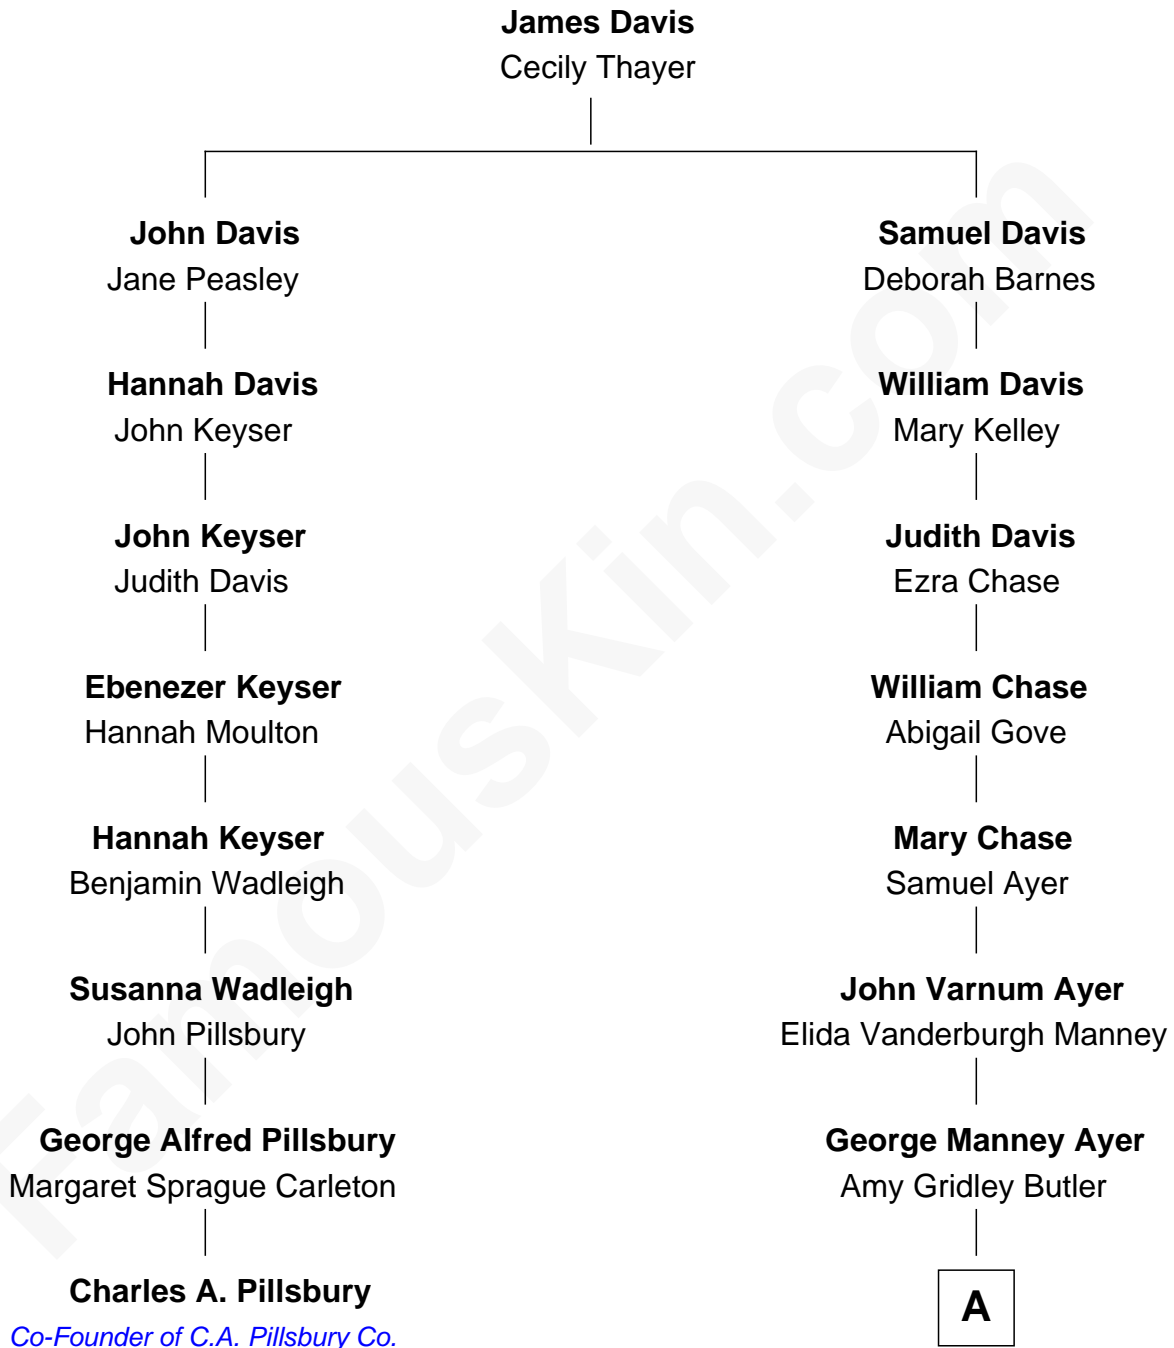 James Davis
Cecily Thayer
John Davis
Jane Peasley
Samuel Davis
Deborah Barnes
Hannah Davis
John Keyser
William Davis
Mary Kelley
John Keyser
Judith Davis
Judith Davis
Ezra Chase
Ebenezer Keyser
Hannah Moulton
William Chase
Abigail Gove
Hannah Keyser
Benjamin Wadleigh
Mary Chase
Samuel Ayer
Susanna Wadleigh
John Pillsbury
John Varnum Ayer
Elida Vanderburgh Manney
George Alfred Pillsbury
Margaret Sprague Carleton
George Manney Ayer
Amy Gridley Butler
Charles A. Pillsbury
Co-Founder of C.A. Pillsbury Co.
A
FamousKin.com